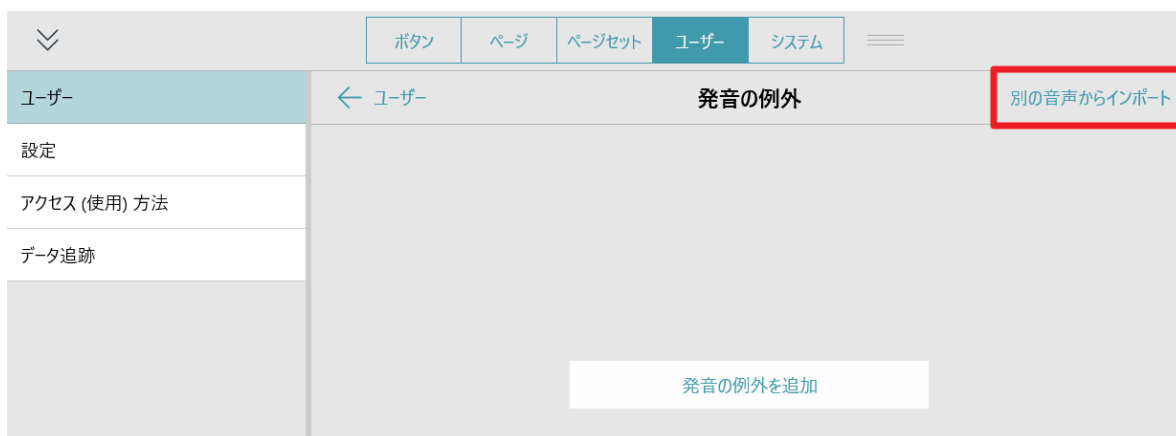 ボタン ページ ページセット ユーザー システム
ユーザー
← ユーザー 発音の例外 別の音声からインポート
設定
アクセス (使用) 方法
データ追跡
発音の例外を追加